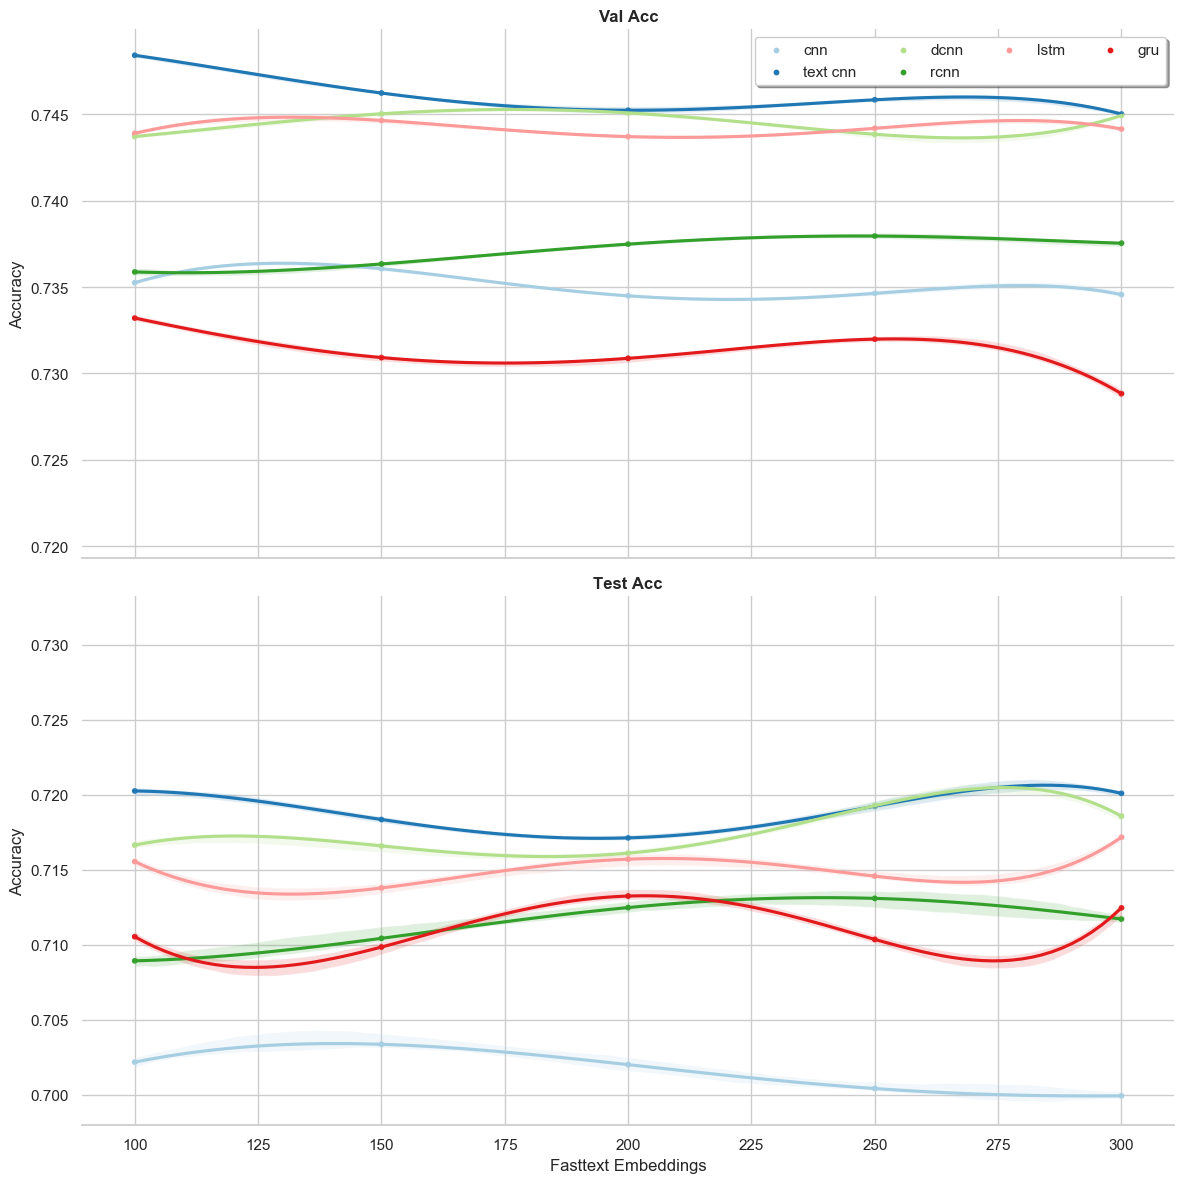 Val Acc
cnn dcnn lstm gru
text cnn rcnn
0.745
0.740
0.735
0.730
0.725
0.720
Accuracy
Test Acc
0.730
0.725
0.720
0.715
0.710
0.705
0.700
Accuracy
100 125 150 175 200 225 250 275 300
Fasttext Embeddings